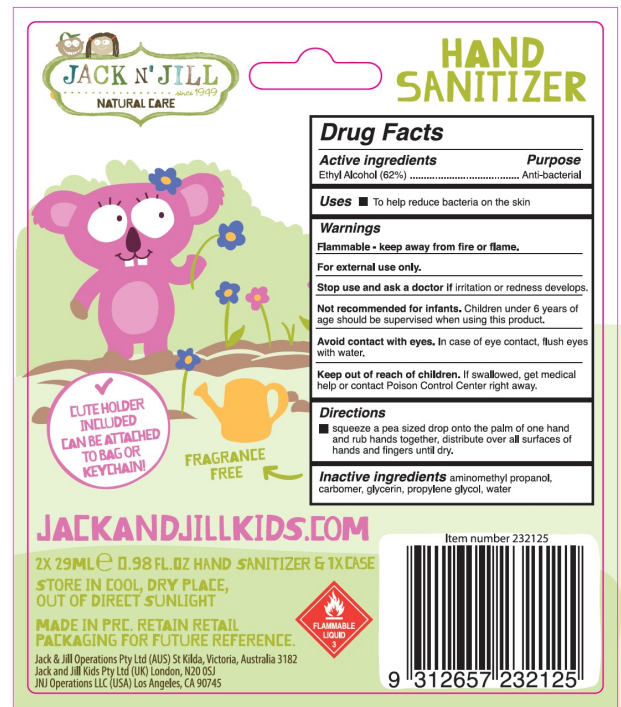 JACK N' JILL
since 1949
NATURAL CARE
HAND
SANITIZER
Drug Facts
Active ingredients Purpose
Ethyl Alcohol (62%) ................................ Anti-bacterial
Uses ■ To help reduce bacteria on the skin
Warnings
Flammable - keep away from fire or flame.
For external use only.
Stop use and ask a doctor if irritation or redness develops.
Not recommended for infants. Children under 6 years of
age should be supervised when using this product.
Avoid contact with eyes. In case of eye contact, flush eyes
with water.
Keep out of reach of children. If swallowed, get medical
help or contact Poison Control Center right away.
Directions
■ squeeze a pea sized drop onto the palm of one hand
and rub hands together, distribute over all surfaces of
hands and fingers until dry.
Inactive ingredients aminomethyl propanol,
carbomer, glycerin, propylene glycol, water
CUTE HOLDER
INCLUDED
CAN BE ATTACHED
TO BAG OR
KEYCHAIN!
FRAGRANCE
FREE
JACKANDJILLKIDS.COM
2X 29ML℮ 0.98 FL.OZ HAND SANITIZER & 1X CASE
STORE IN COOL, DRY PLACE,
OUT OF DIRECT SUNLIGHT
MADE IN PRC. RETAIN RETAIL
PACKAGING FOR FUTURE REFERENCE.
Jack & Jill Operations Pty Ltd (AUS) St Kilda, Victoria, Australia 3182
Jack and Jill Kids Pty Ltd (UK) London, N20 0SJ
JNJ Operations LLC (USA) Los Angeles, CA 90745
FLAMMABLE
LIQUID
3
Item number 232125
9 312657 232125